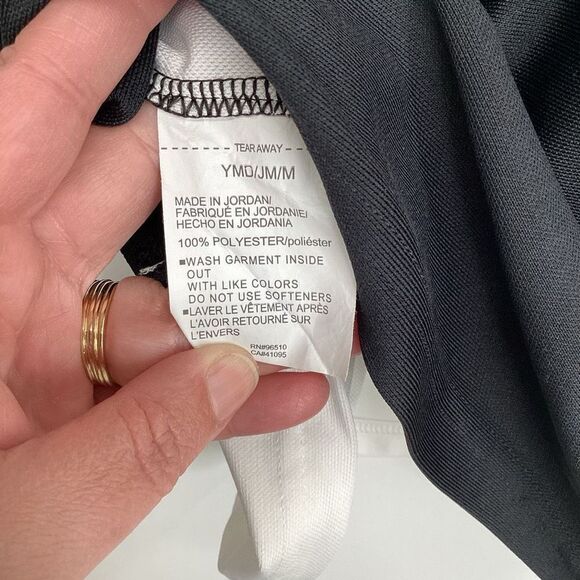 TEAR AWAY
YMD/JM/M
MADE IN JORDAN/
FABRIQUÉ EN JORDANIE/
HECHO EN JORDANIA
100% POLYESTER/poliéster
▪WASH GARMENT INSIDE
OUT
WITH LIKE COLORS
DO NOT USE SOFTENERS
▪LAVER LE VÊTEMENT APRÈS
L'AVOIR RETOURNÉ SUR
L'ENVERS
RN#96510
CA#41095